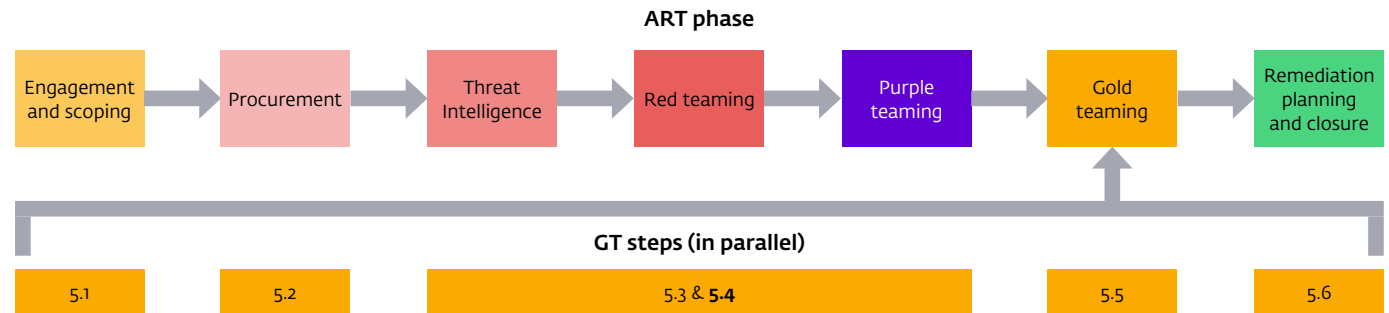 ART phase
Engagement
and scoping
Procurement
Threat
Intelligence
Red teaming
Purple
teaming
Gold
teaming
Remediation
planning
and closure
GT steps (in parallel)
5.1
5.2
5.3 & 5.4
5.5
5.6